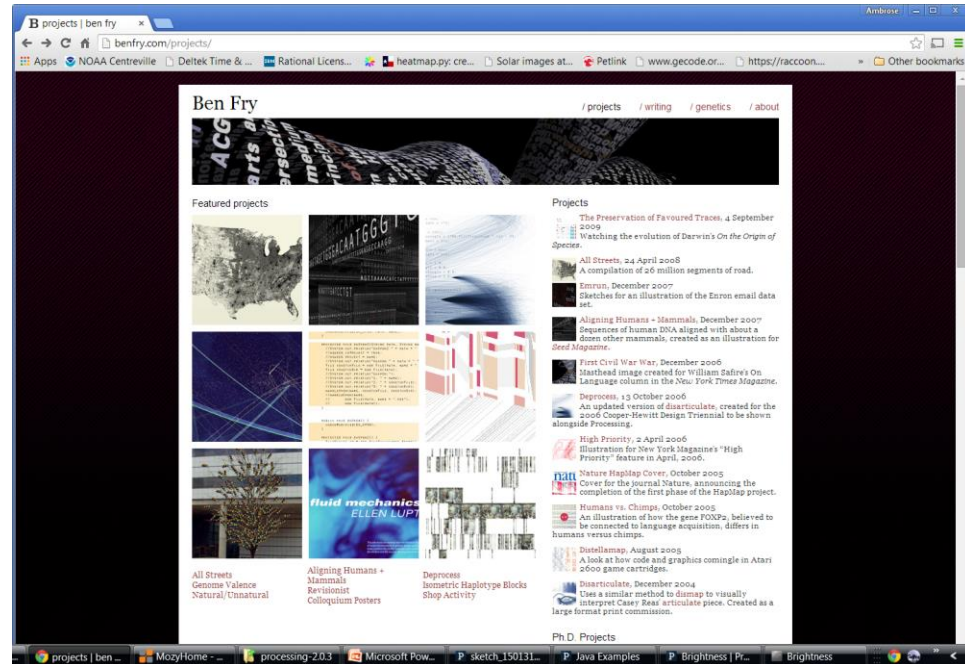 Ambrose
B projects | ben fry
benfry.com/projects/
Apps NOAA Centreville Deltek Time & ... Rational Licens... heatmap.py: cre... Solar images at... Petlink www.gecode.or... https://raccoon.... » Other bookmarks
Ben Fry
/ projects / writing / genetics / about
ACG
arts
ersection
Featured projects
GGGACAATGGGTC
fluid mechanics
ELLEN LUPT
All Streets
Genome Valence
Natural/Unnatural
Aligning Humans +
Mammals
Revisionist
Colloquium Posters
Deprocess
Isometric Haplotype Blocks
Shop Activity
Projects
The Preservation of Favoured Traces, 4 September
2009
Watching the evolution of Darwin's On the Origin of
Species.
All Streets, 24 April 2008
A compilation of 26 million segments of road.
Emrun, December 2007
Sketches for an illustration of the Enron email data
set.
Aligning Humans + Mammals, December 2007
Sequences of human DNA aligned with about a
dozen other mammals, created as an illustration for
Seed Magazine.
First Civil War War, December 2006
Masthead image created for William Safire's On
Language column in the New York Times Magazine.
Deprocess, 13 October 2006
An updated version of disarticulate, created for the
2006 Cooper-Hewitt Design Triennial to be shown
alongside Processing.
High Priority, 2 April 2006
Illustration for New York Magazine's "High
Priority" feature in April, 2006.
nat
Nature HapMap Cover, October 2005
Cover for the journal Nature, announcing the
completion of the first phase of the HapMap project.
Humans vs. Chimps, October 2005
An illustration of how the gene FOXP2, believed to
be connected to language acquisition, differs in
humans versus chimps.
Distellamap, August 2005
A look at how code and graphics comingle in Atari
2600 game cartridges.
Disarticulate, December 2004
Uses a similar method to dismap to visually
interpret Casey Reas' articulate piece. Created as a
large format print commission.
Ph.D. Projects
projects | ben ... MozyHome - ... processing-2.0.3 Microsoft Pow... P sketch_150131... P Java Examples P Brightness | Pr... Brightness